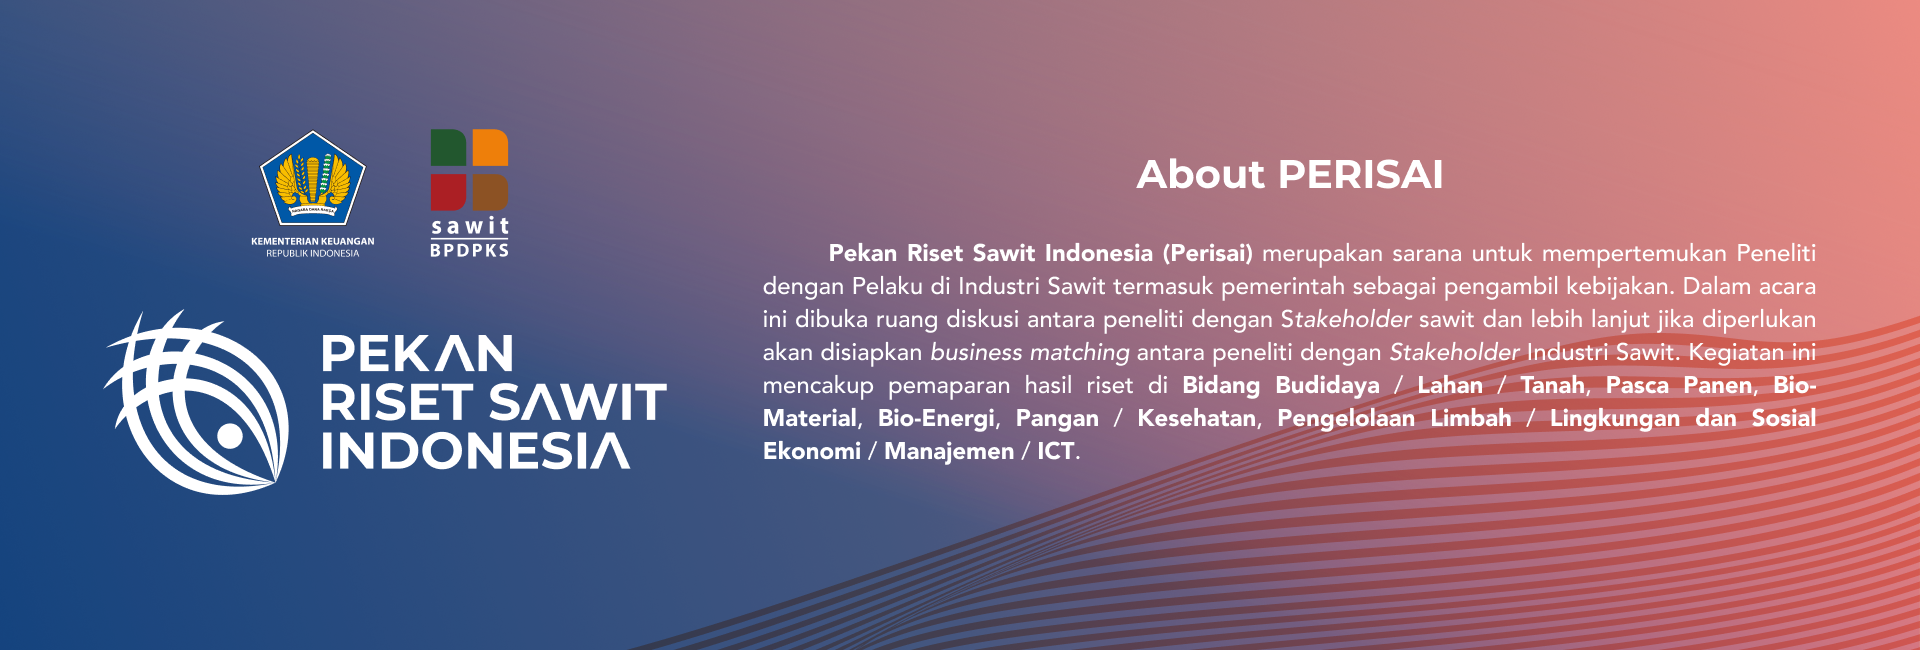 NAGARA DANA RAKCA
KEMENTERIAN KEUANGAN
REPUBLIK INDONESIA
sawit
BPDPKS
PEKAN
RISET SAWIT
INDONESIA
About PERISAI
Pekan Riset Sawit Indonesia (Perisai) merupakan sarana untuk mempertemukan Peneliti
dengan Pelaku di Industri Sawit termasuk pemerintah sebagai pengambil kebijakan. Dalam acara
ini dibuka ruang diskusi antara peneliti dengan Stakeholder sawit dan lebih lanjut jika diperlukan
akan disiapkan business matching antara peneliti dengan Stakeholder Industri Sawit. Kegiatan ini
mencakup pemaparan hasil riset di Bidang Budidaya / Lahan / Tanah, Pasca Panen, Bio-
Material, Bio-Energi, Pangan / Kesehatan, Pengelolaan Limbah / Lingkungan dan Sosial
Ekonomi / Manajemen / ICT.